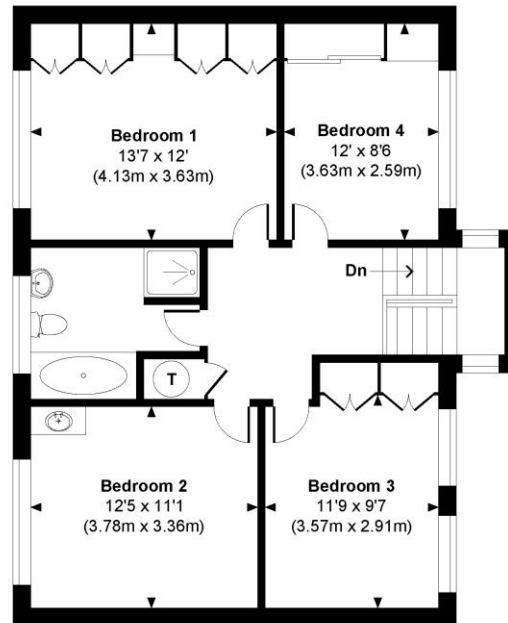 Bedroom 1
13'7 x 12'
(4.13m x 3.63m)
Bedroom 4
12' x 8'6
(3.63m x 2.59m)
Dn
T
Bedroom 2
12'5 x 11'1
(3.78m x 3.36m)
Bedroom 3
11'9 x 9'7
(3.57m x 2.91m)